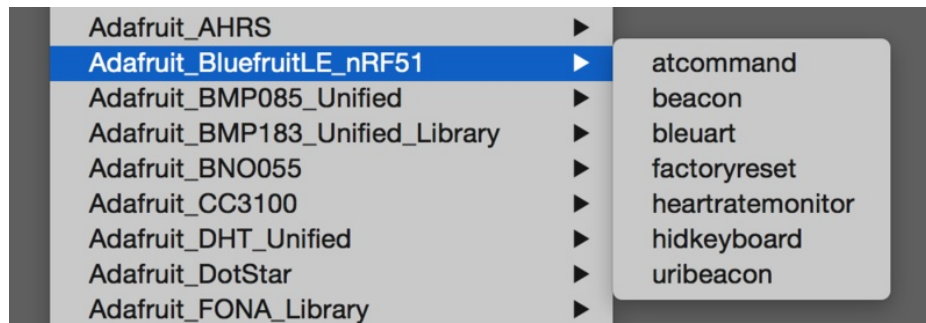 Adafruit_AHRS
Adafruit_BluefruitLE_nRF51
Adafruit_BMP085_Unified
Adafruit_BMP183_Unified_Library
Adafruit_BNO055
Adafruit_CC3100
Adafruit_DHT_Unified
Adafruit_DotStar
Adafruit_FONA_Library
atcommand
beacon
bleuart
factoryreset
heartratemonitor
hidkeyboard
uribeacon